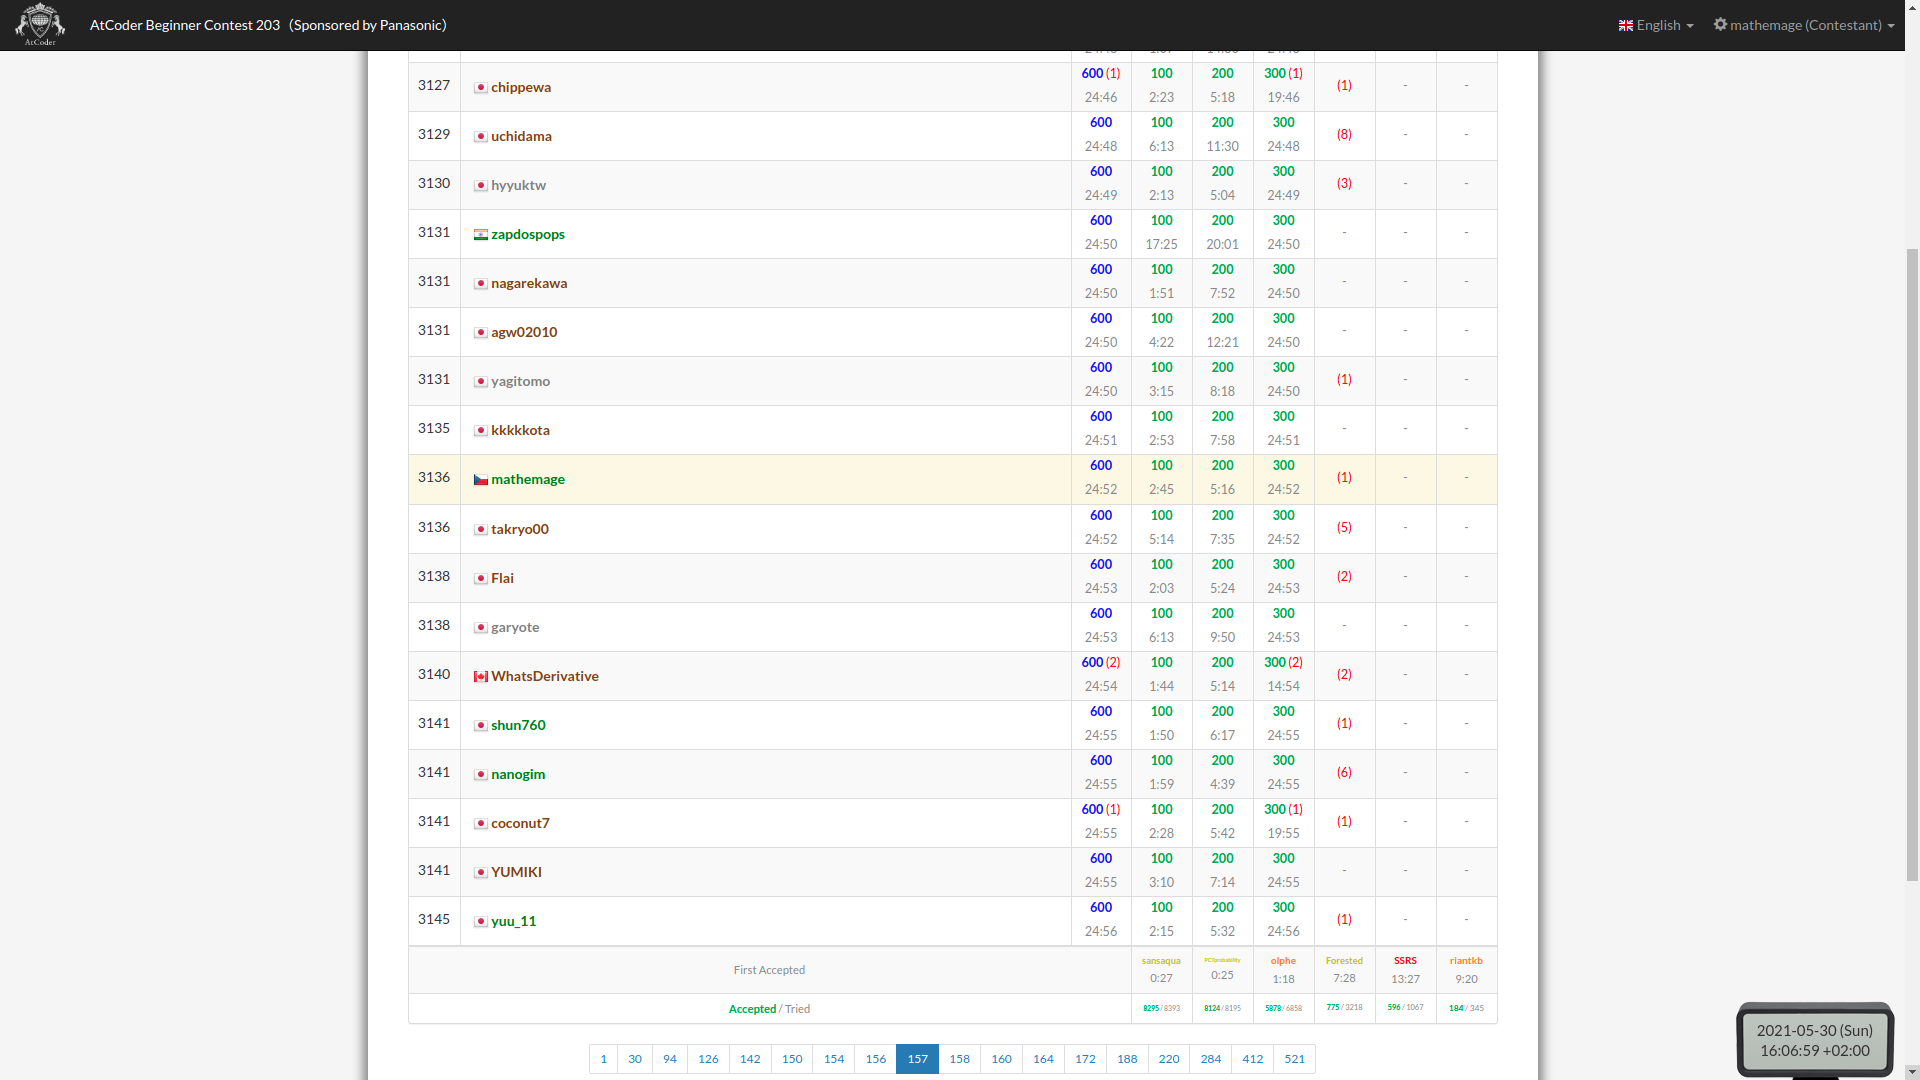 AtCoder
AtCoder Beginner Contest 203（Sponsored by Panasonic）
English
mathemage (Contestant)
3127 chippewa 600 (1) 100 200 300 (1) (1) - -
24:46 2:23 5:18 19:46
3129 uchidama 600 100 200 300 (8) - -
24:48 6:13 11:30 24:48
3130 hyyuktw 600 100 200 300 (3) - -
24:49 2:13 5:04 24:49
3131 zapdospops 600 100 200 300 - - -
24:50 17:25 20:01 24:50
3131 nagarekawa 600 100 200 300 - - -
24:50 1:51 7:52 24:50
3131 agw02010 600 100 200 300 - - -
24:50 4:22 12:21 24:50
3131 yagitomo 600 100 200 300 (1) - -
24:50 3:15 8:18 24:50
3135 kkkkkota 600 100 200 300 - - -
24:51 2:53 7:58 24:51
3136 mathemage 600 100 200 300 (1) - -
24:52 2:45 5:16 24:52
3136 takryo00 600 100 200 300 (5) - -
24:52 5:14 7:35 24:52
3138 Flai 600 100 200 300 (2) - -
24:53 2:03 5:24 24:53
3138 garyote 600 100 200 300 - - -
24:53 6:13 9:50 24:53
3140 WhatsDerivative 600 (2) 100 200 300 (2) (2) - -
24:54 1:44 5:14 14:54
3141 shun760 600 100 200 300 (1) - -
24:55 1:50 6:17 24:55
3141 nanogim 600 100 200 300 (6) - -
24:55 1:59 4:39 24:55
3141 coconut7 600 (1) 100 200 300 (1) (1) - -
24:55 2:28 5:42 19:55
3141 YUMIKI 600 100 200 300 - - -
24:55 3:10 7:14 24:55
3145 yuu_11 600 100 200 300 (1) - -
24:56 2:15 5:32 24:56
First Accepted sansaqua PCTprobability olphe Forested SSRS riantkb
0:27 0:25 1:18 7:28 13:27 9:20
Accepted / Tried 8295 / 8393 8124 / 8195 5878 / 6858 775 / 3218 596 / 1067 184 / 345
1 30 94 126 142 150 154 156 157 158 160 164 172 188 220 284 412 521
2021-05-30 (Sun)
16:06:59 +02:00